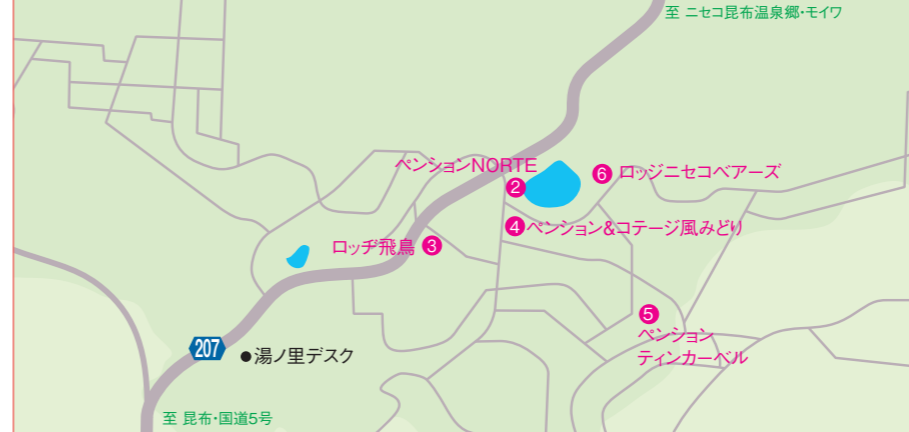 至 ニセコ昆布温泉郷・モイワ
ペンションNORTE
❷
❻ ロッジニセコベアーズ
❹ ペンション&コテージ風みどり
ロッヂ飛鳥 ❸
❺
ペンション
ティンカーベル
207
●湯ノ里デスク
至 昆布・国道5号